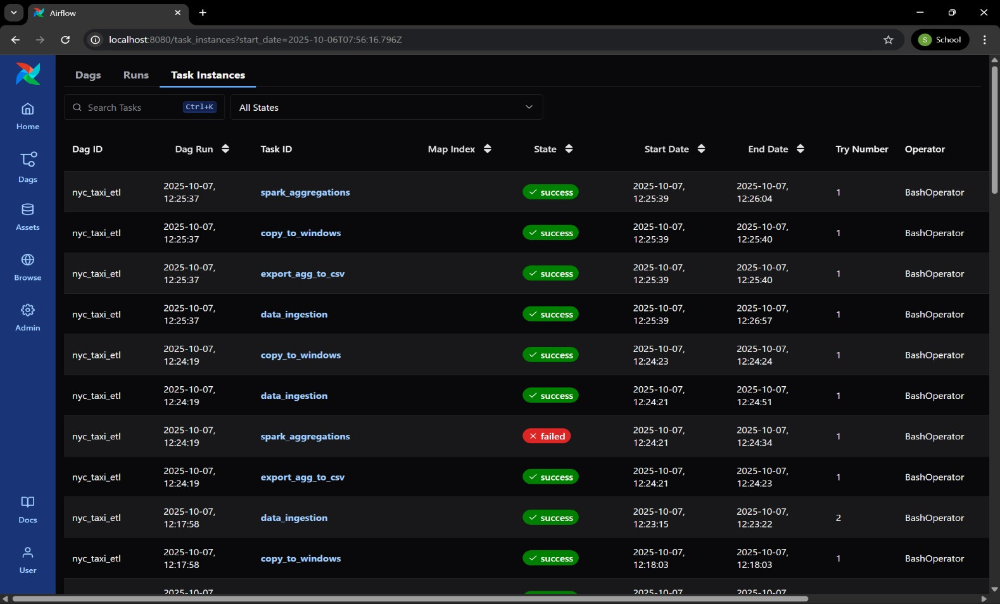 Airflow
localhost:8080/task_instances?start_date=2025-10-06T07:56:16.796Z
S School
Dags Runs Task Instances
Search Tasks Ctrl+K All States
Home
Dags
Assets
Browse
Admin
Docs
User
Dag ID Dag Run Task ID Map Index State Start Date End Date Try Number Operator
nyc_taxi_etl 2025-10-07, 12:25:37 spark_aggregations success 2025-10-07, 12:25:39 2025-10-07, 12:26:04 1 BashOperator
nyc_taxi_etl 2025-10-07, 12:25:37 copy_to_windows success 2025-10-07, 12:25:39 2025-10-07, 12:25:40 1 BashOperator
nyc_taxi_etl 2025-10-07, 12:25:37 export_agg_to_csv success 2025-10-07, 12:25:39 2025-10-07, 12:25:40 1 BashOperator
nyc_taxi_etl 2025-10-07, 12:25:37 data_ingestion success 2025-10-07, 12:25:39 2025-10-07, 12:26:57 1 BashOperator
nyc_taxi_etl 2025-10-07, 12:24:19 copy_to_windows success 2025-10-07, 12:24:23 2025-10-07, 12:24:24 1 BashOperator
nyc_taxi_etl 2025-10-07, 12:24:19 data_ingestion success 2025-10-07, 12:24:21 2025-10-07, 12:24:51 1 BashOperator
nyc_taxi_etl 2025-10-07, 12:24:19 spark_aggregations failed 2025-10-07, 12:24:21 2025-10-07, 12:24:34 1 BashOperator
nyc_taxi_etl 2025-10-07, 12:24:19 export_agg_to_csv success 2025-10-07, 12:24:21 2025-10-07, 12:24:23 1 BashOperator
nyc_taxi_etl 2025-10-07, 12:17:58 data_ingestion success 2025-10-07, 12:23:15 2025-10-07, 12:23:22 2 BashOperator
nyc_taxi_etl 2025-10-07, 12:17:58 copy_to_windows success 2025-10-07, 12:18:03 2025-10-07, 12:18:03 1 BashOperator
2025-10-07 2025-10-07 2025-10-07